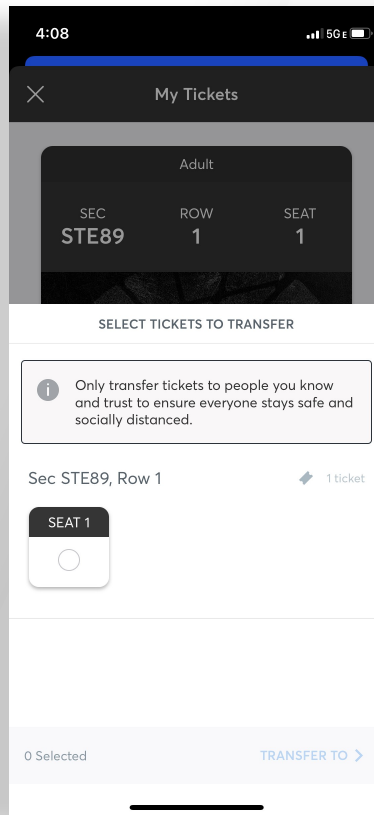 4:08
5GE
My Tickets
Adult
SEC ROW SEAT
STE89 1 1
SELECT TICKETS TO TRANSFER
Only transfer tickets to people you know
and trust to ensure everyone stays safe and
socially distanced.
Sec STE89, Row 1
1 ticket
SEAT 1
0 Selected
TRANSFER TO